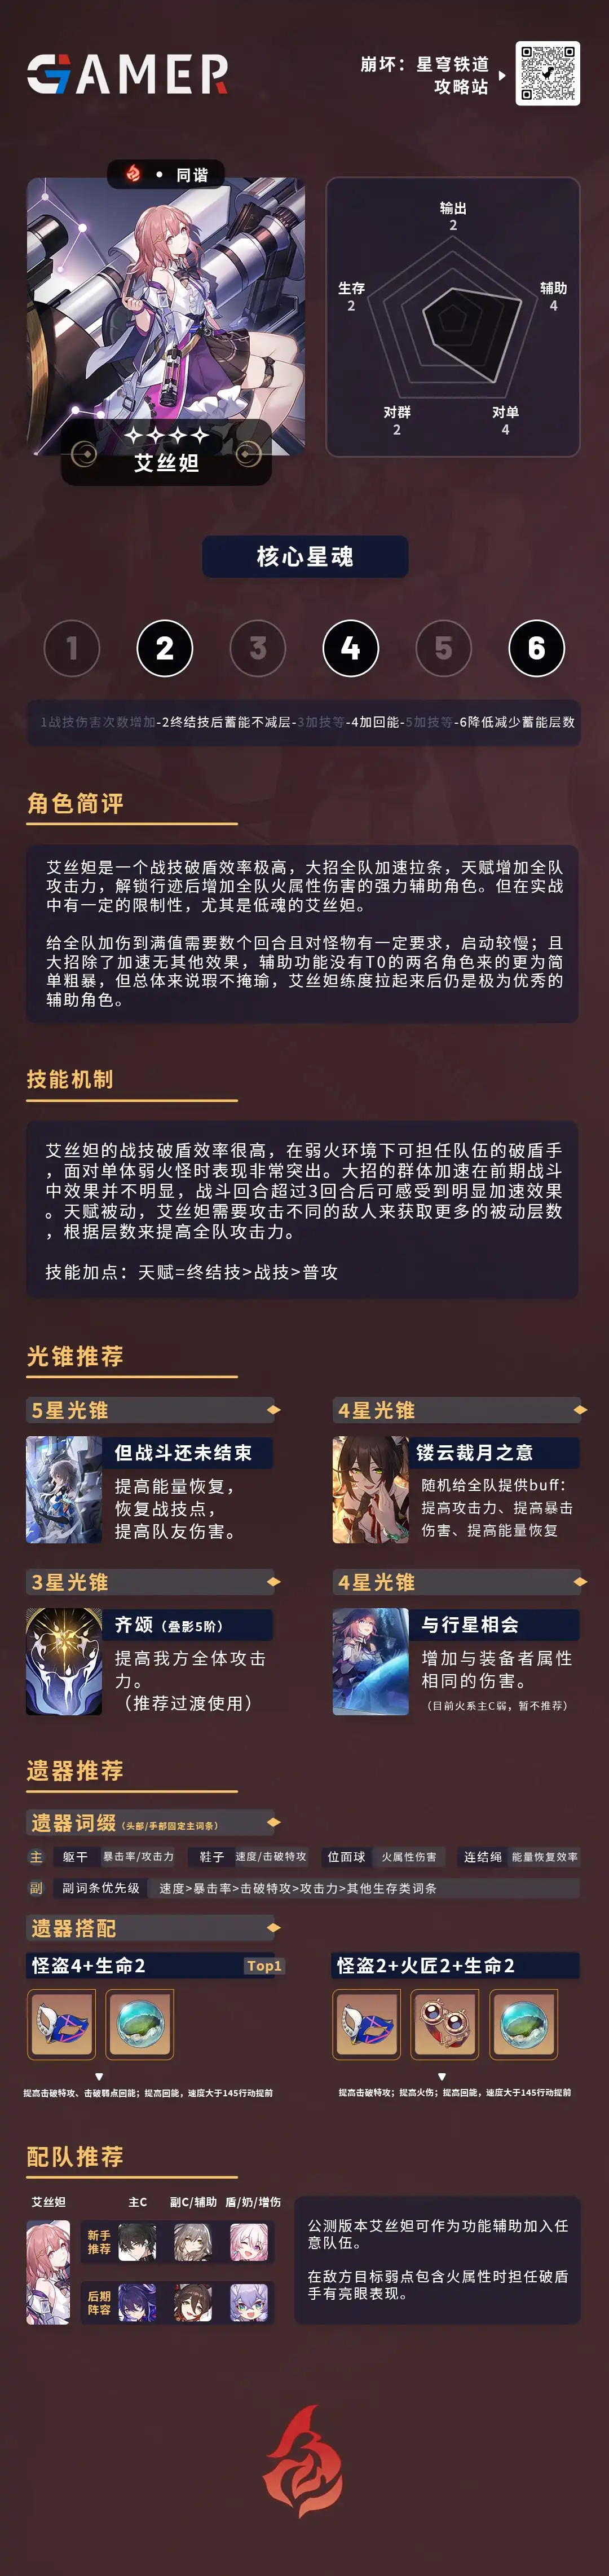 GAMER
崩坏：星穹铁道
攻略站
• 同谐
艾丝妲
输出
2
生存
2
辅助
4
对群
2
对单
4
核心星魂
1 2 3 4 5 6
1战技伤害次数增加-2终结技后蓄能不减层-3加技等-4加回能-5加技等-6降低减少蓄能层数
角色简评
艾丝妲是一个战技破盾效率极高，大招全队加速拉条，天赋增加全队
攻击力，解锁行迹后增加全队火属性伤害的强力辅助角色。但在实战
中有一定的限制性，尤其是低魂的艾丝妲。
给全队加伤到满值需要数个回合且对怪物有一定要求，启动较慢；且
大招除了加速无其他效果，辅助功能没有T0的两名角色来的更为简
单粗暴，但总体来说瑕不掩瑜，艾丝妲练度拉起来后仍是极为优秀的
辅助角色。
技能机制
艾丝妲的战技破盾效率很高，在弱火环境下可担任队伍的破盾手
，面对单体弱火怪时表现非常突出。大招的群体加速在前期战斗
中效果并不明显，战斗回合超过3回合后可感受到明显加速效果
。天赋被动，艾丝妲需要攻击不同的敌人来获取更多的被动层数
，根据层数来提高全队攻击力。
技能加点：天赋=终结技>战技>普攻
光锥推荐
5星光锥
但战斗还未结束
提高能量恢复，
恢复战技点，
提高队友伤害。
4星光锥
镂云裁月之意
随机给全队提供buff：
提高攻击力、提高暴击
伤害、提高能量恢复
3星光锥
齐颂（叠影5阶）
提高我方全体攻击
力。
（推荐过渡使用）
4星光锥
与行星相会
增加与装备者属性
相同的伤害。
（目前火系主C弱，暂不推荐）
遗器推荐
遗器词缀（头部/手部固定主词条）
主 躯干 暴击率/攻击力 鞋子 速度/击破特攻 位面球 火属性伤害 连结绳 能量恢复效率
副 副词条优先级 速度>暴击率>击破特攻>攻击力>其他生存类词条
遗器搭配
怪盗4+生命2 Top1
提高击破特攻、击破弱点回能；提高回能，速度大于145行动提前
怪盗2+火匠2+生命2
提高击破特攻；提高火伤；提高回能，速度大于145行动提前
配队推荐
艾丝妲 主C 副C/辅助 盾/奶/增伤
新手
推荐
后期
阵容
公测版本艾丝妲可作为功能辅助加入任
意队伍。
在敌方目标弱点包含火属性时担任破盾
手有亮眼表现。